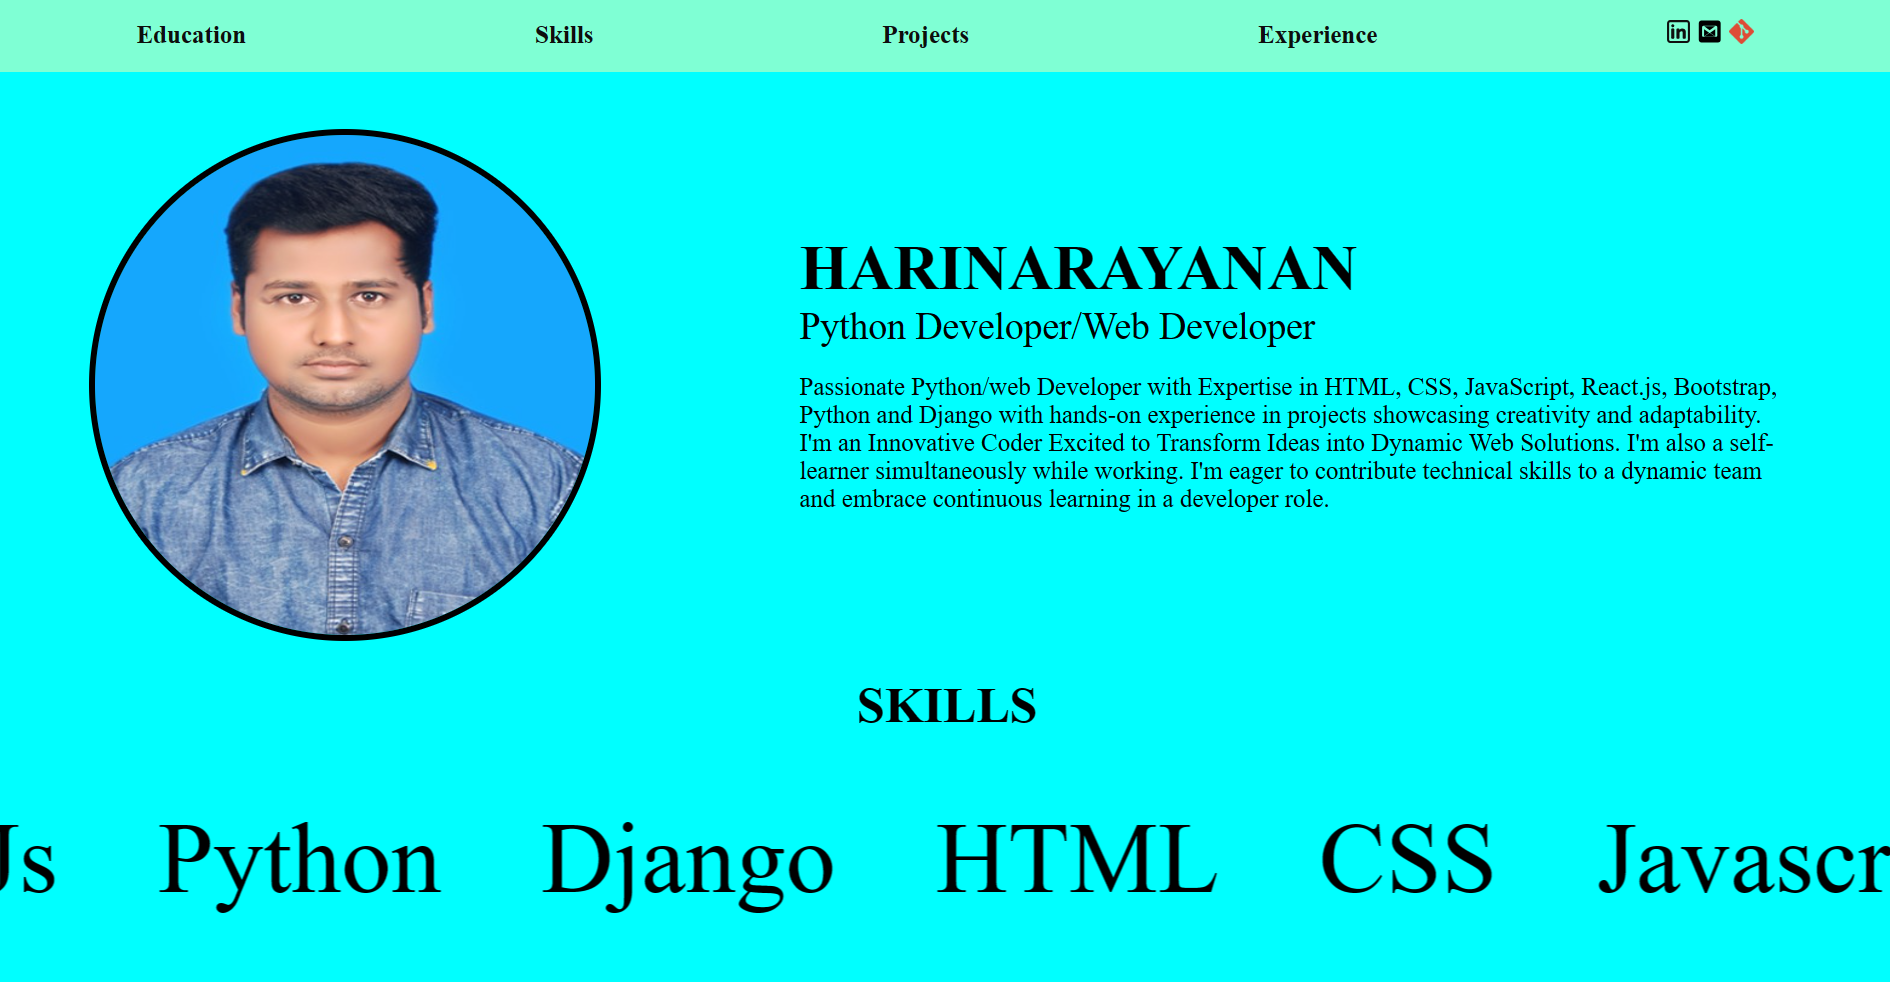 Education Skills Projects Experience in
HARINARAYANAN
Python Developer/Web Developer
Passionate Python/web Developer with Expertise in HTML, CSS, JavaScript, React.js, Bootstrap,
Python and Django with hands-on experience in projects showcasing creativity and adaptability.
I'm an Innovative Coder Excited to Transform Ideas into Dynamic Web Solutions. I'm also a self-
learner simultaneously while working. I'm eager to contribute technical skills to a dynamic team
and embrace continuous learning in a developer role.
SKILLS
Js Python Django HTML CSS Javascr